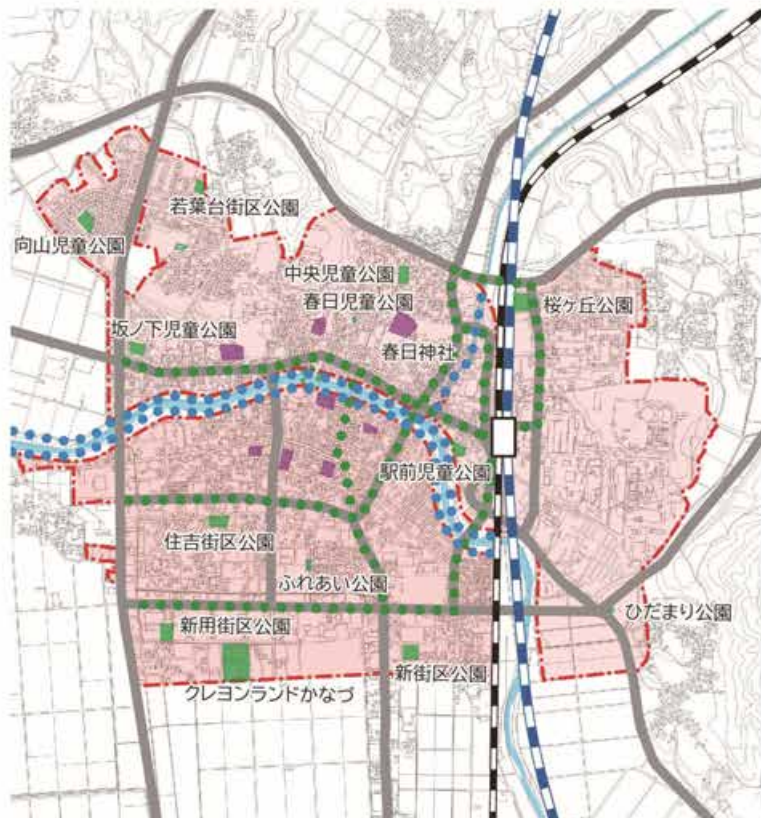 若葉台街区公園
向山児童公園
中央児童公園
春日児童公園
桜ヶ丘公園
坂ノ下児童公園
春日神社
駅前児童公園
住吉街区公園
ふれあい公園
ひだまり公園
新用街区公園
新街区公園
クレヨンランドかなづ